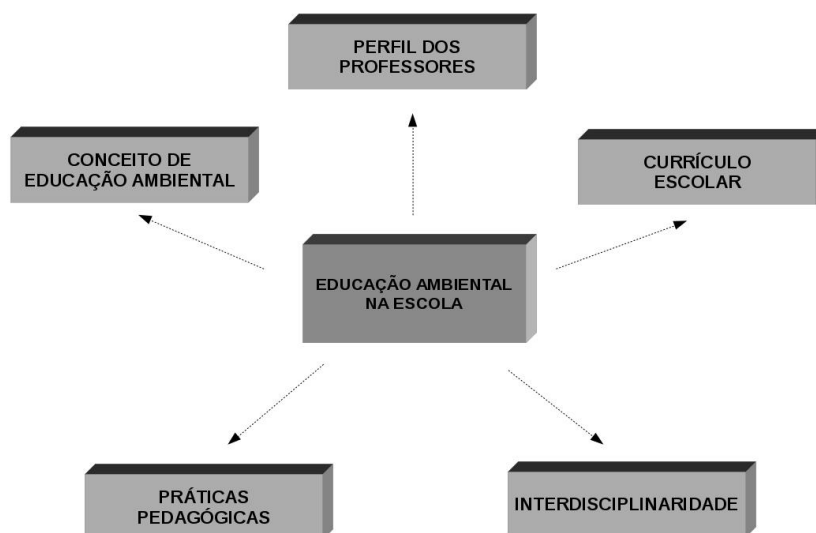 PERFIL DOS
PROFESSORES
CONCEITO DE
EDUCAÇÃO AMBIENTAL
CURRÍCULO
ESCOLAR
EDUCAÇÃO AMBIENTAL
NA ESCOLA
PRÁTICAS
PEDAGÓGICAS
INTERDISCIPLINARIDADE